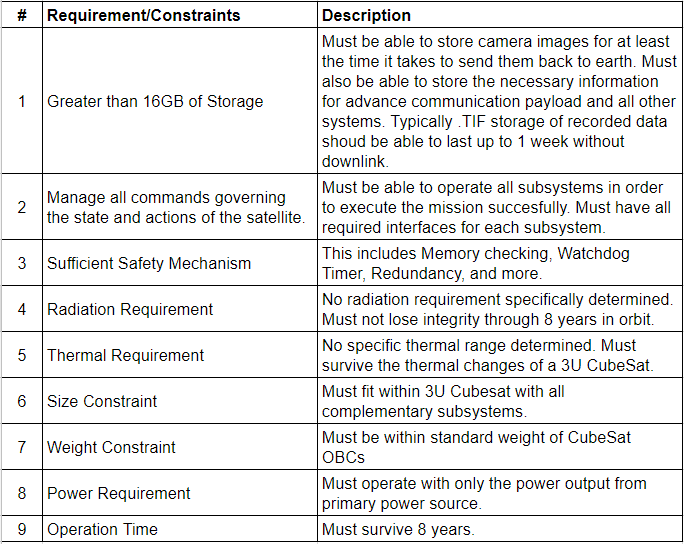 # Requirement/Constraints Description
1 Greater than 16GB of Storage
Must be able to store camera images for at least
the time it takes to send them back to earth. Must
also be able to store the necessary information
for advance communication payload and all other
systems. Typically .TIF storage of recorded data
shoud be able to last up to 1 week without
downlink.
2 Manage all commands governing
the state and actions of the satellite.
Must be able to operate all subsystems in order
to execute the mission succesfully. Must have all
required interfaces for each subsystem.
3 Sufficient Safety Mechanism
This includes Memory checking, Watchdog
Timer, Redundancy, and more.
4 Radiation Requirement
No radiation requirement specifically determined.
Must not lose integrity through 8 years in orbit.
5 Thermal Requirement
No specific thermal range determined. Must
survive the thermal changes of a 3U CubeSat.
6 Size Constraint
Must fit within 3U Cubesat with all
complementary subsystems.
7 Weight Constraint
Must be within standard weight of CubeSat
OBCs
8 Power Requirement
Must operate with only the power output from
primary power source.
9 Operation Time
Must survive 8 years.